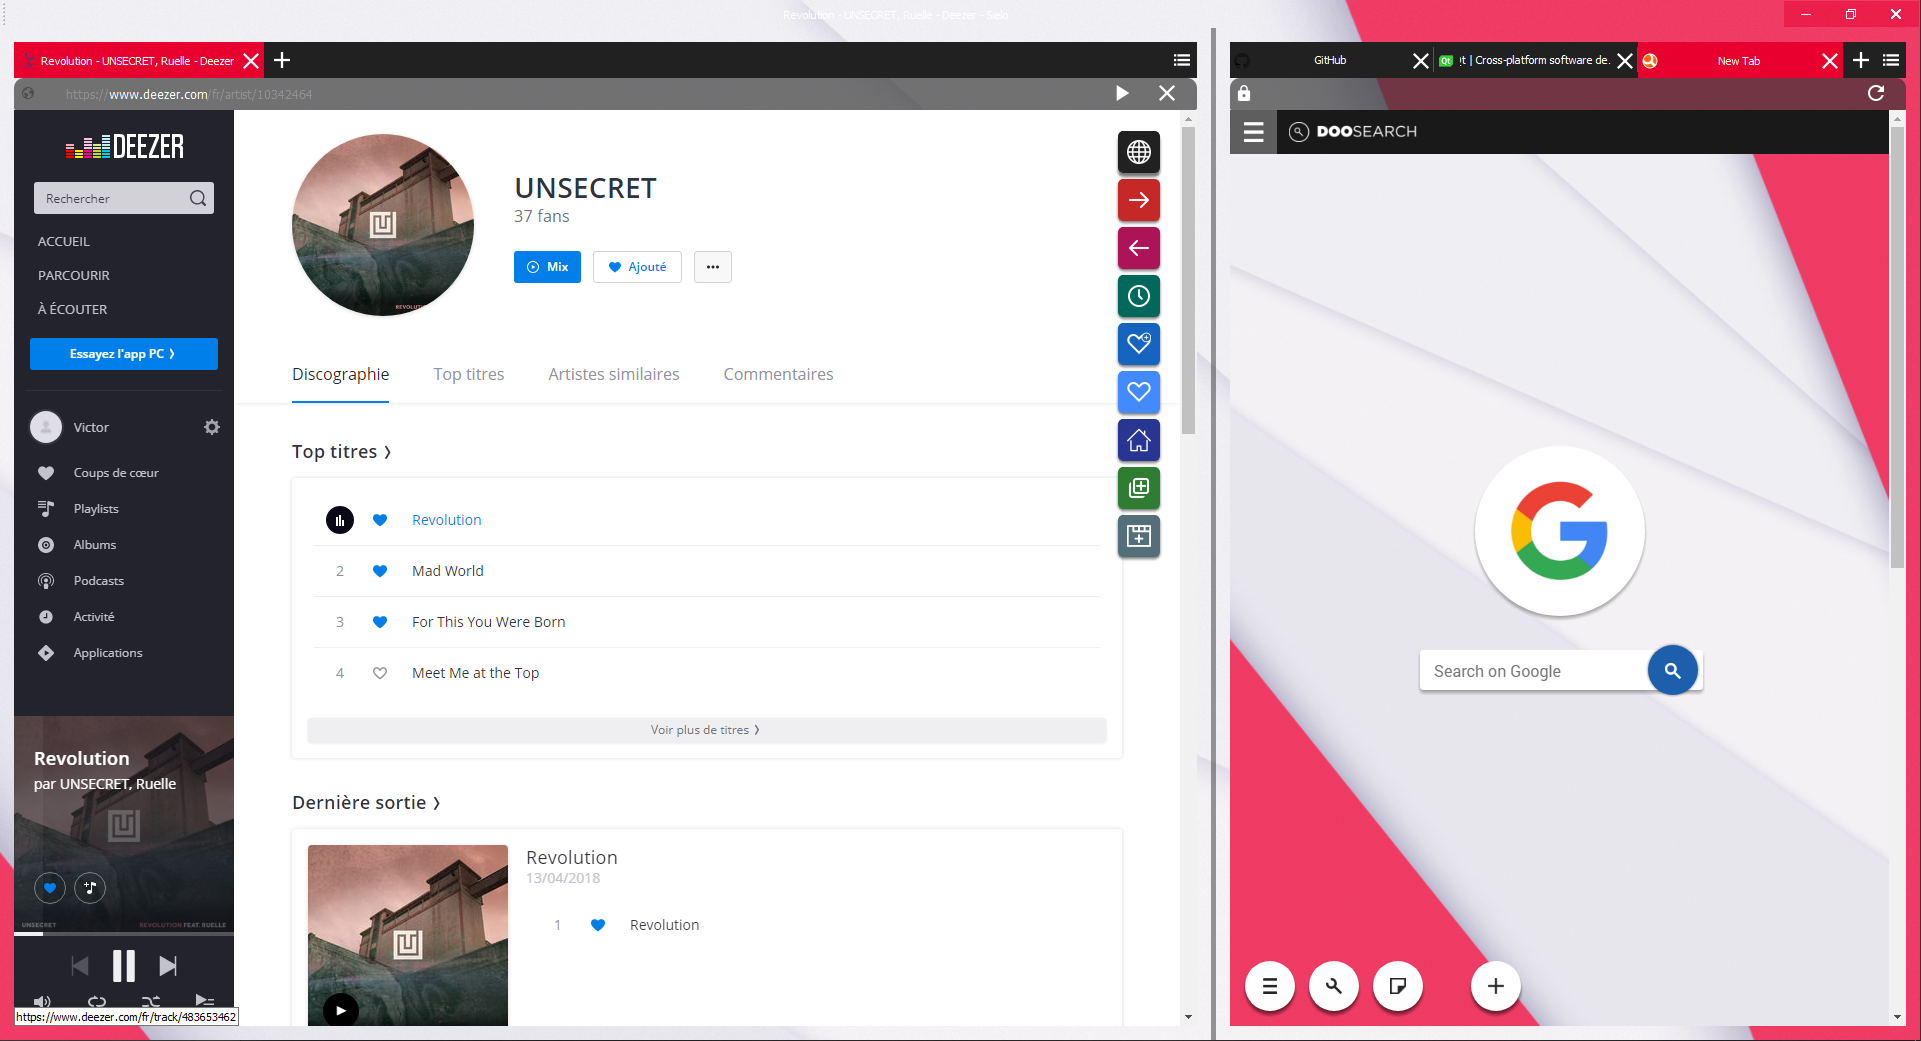 Revolution - UNSECRET, Ruelle - Deezer - Sielo
Revolution - UNSECRET, Ruelle - Deezer
https://www.deezer.com/fr/artist/10342464
DEEZER
Rechercher
ACCUEIL
PARCOURIR
À ÉCOUTER
Essayez l'app PC ❯
Victor
Coups de cœur
Playlists
Albums
Podcasts
Activité
Applications
Revolution
par UNSECRET, Ruelle
UNSECRET
REVOLUTION FEAT. RUELLE
https://www.deezer.com/fr/track/483653462
UNSECRET
37 fans
Mix
Ajouté
Discographie
Top titres
Artistes similaires
Commentaires
Top titres ❯
Revolution
2 Mad World
3 For This You Were Born
4 Meet Me at the Top
Voir plus de titres ❯
Dernière sortie ❯
Revolution
13/04/2018
1 Revolution
GitHub
Qt
Qt | Cross-platform software de.
New Tab
DOOSEARCH
Search on Google